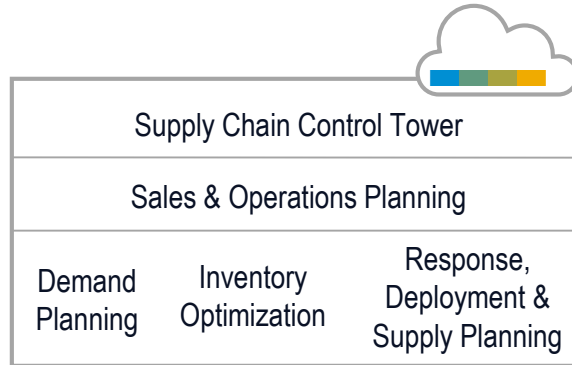 Supply Chain Control Tower
Sales & Operations Planning
Demand
Planning
Inventory
Optimization
Response,
Deployment &
Supply Planning